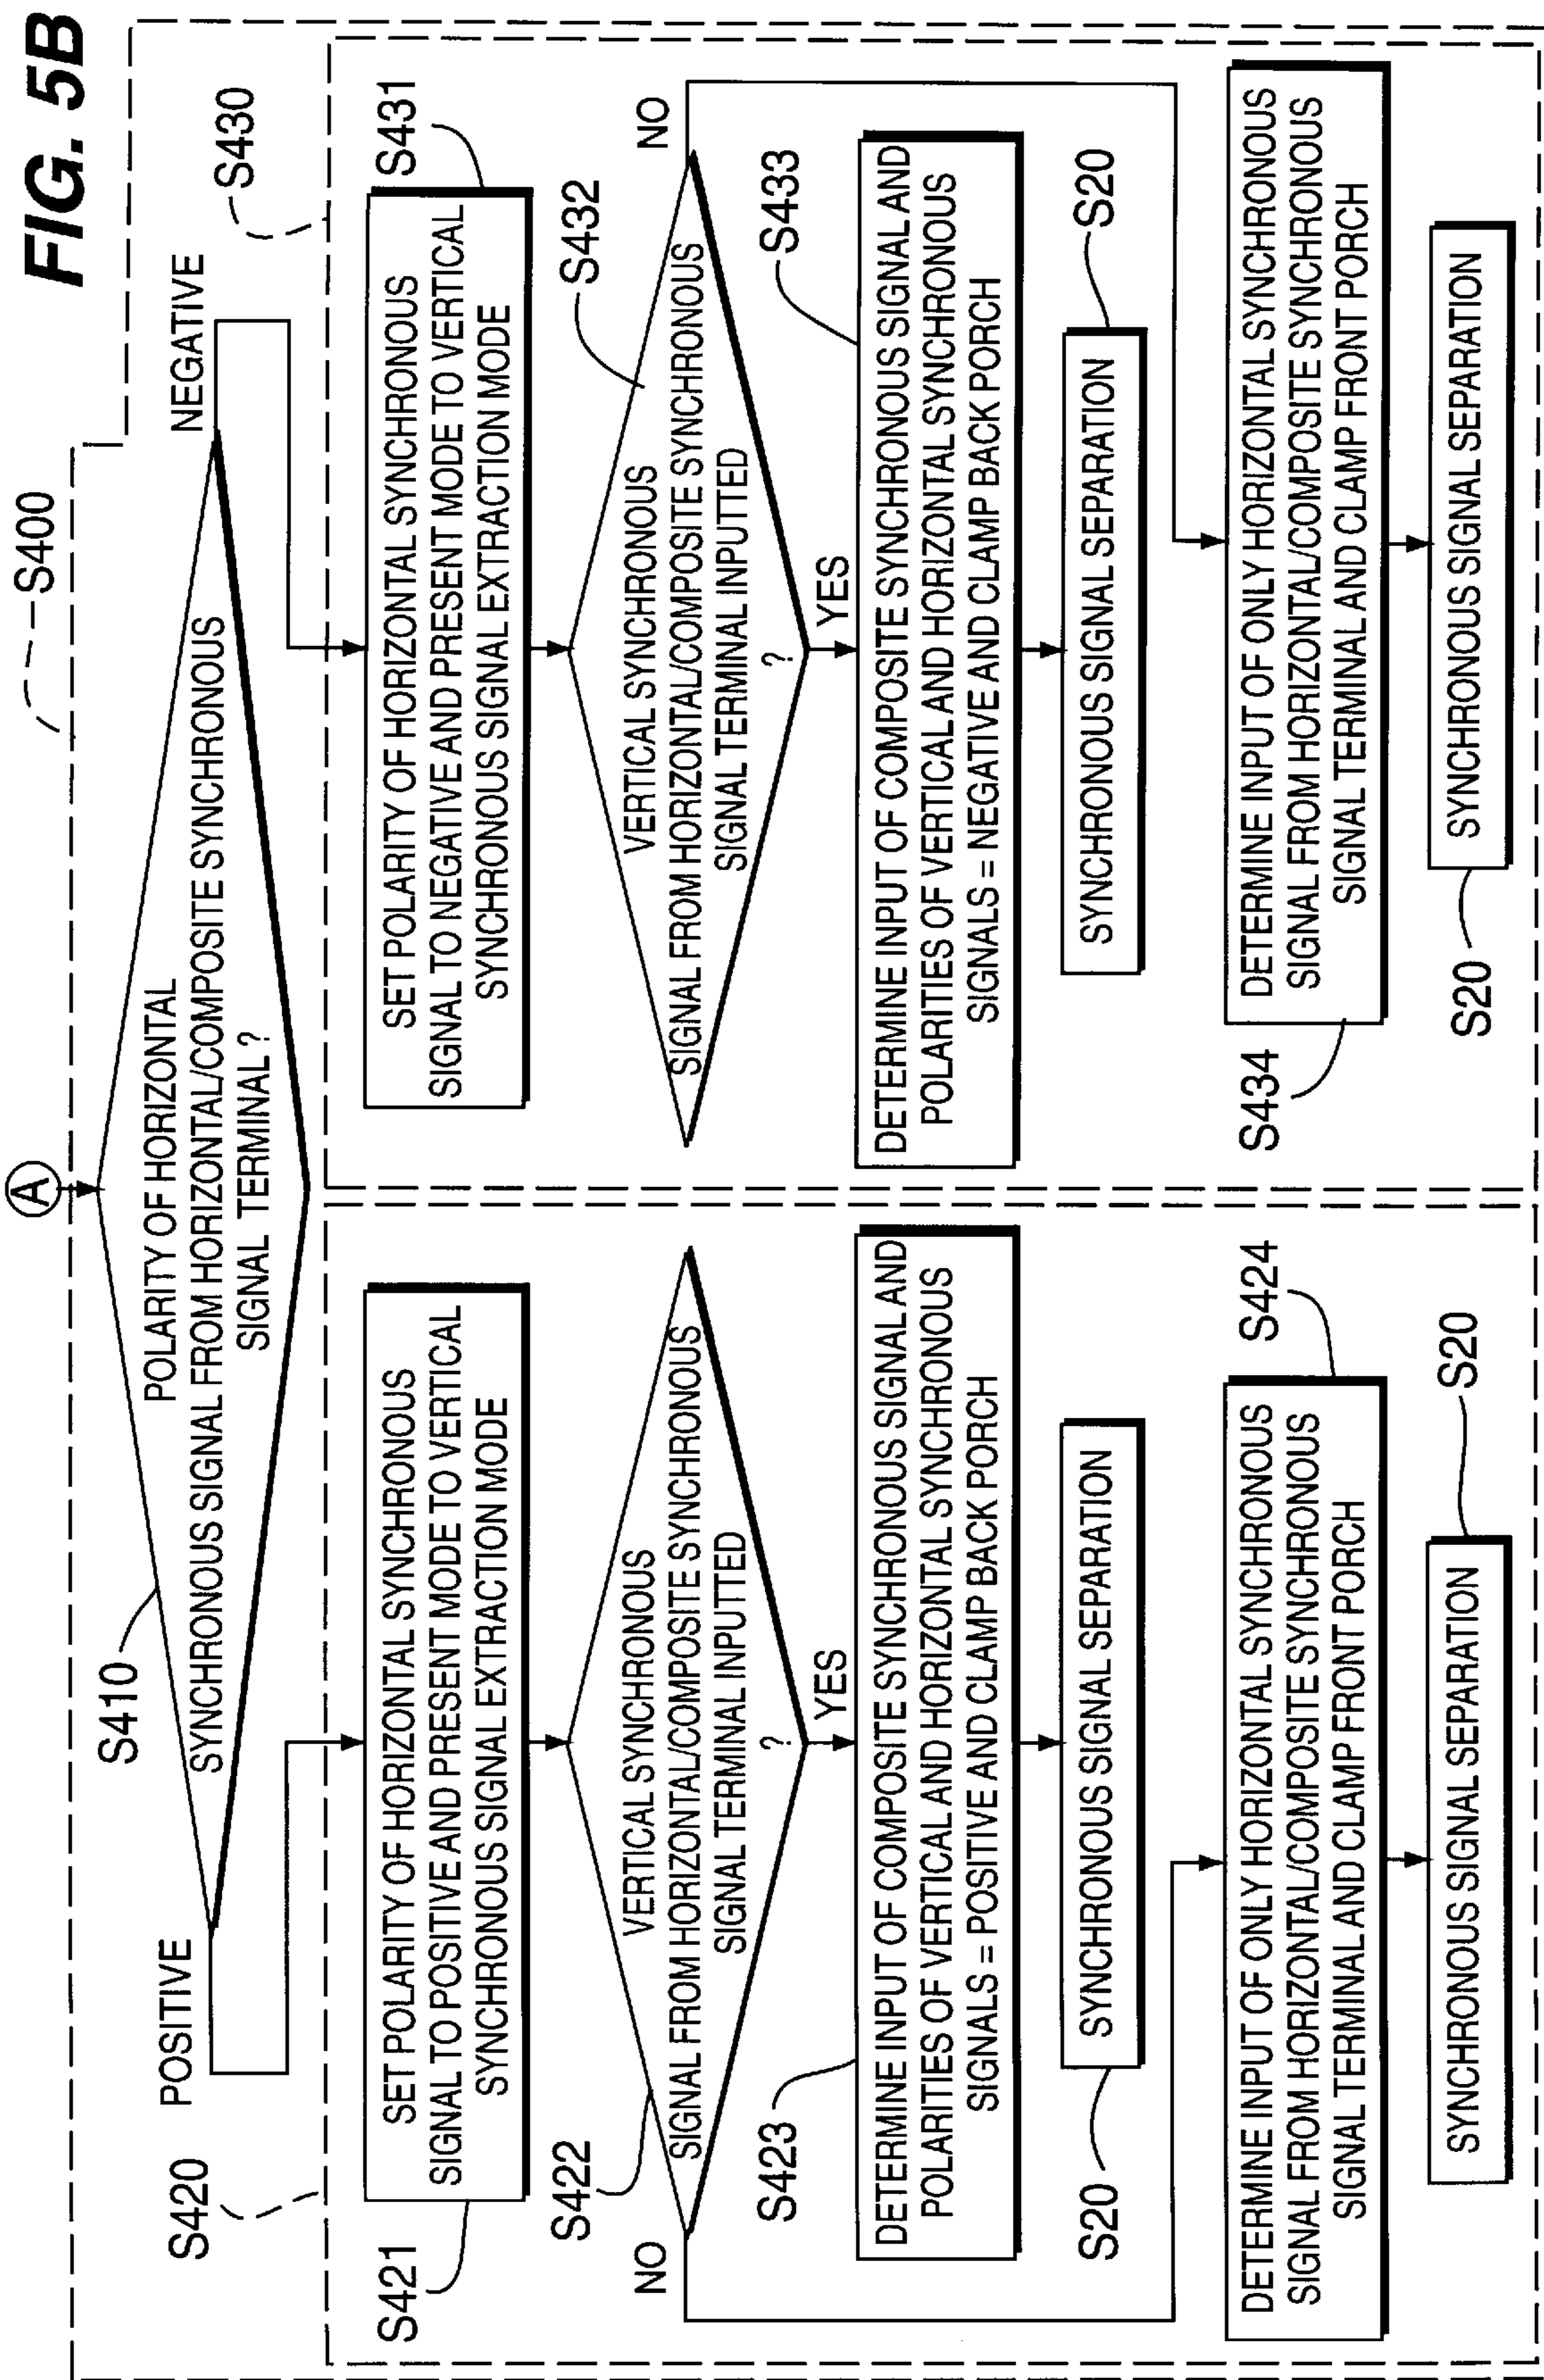 FIG. 5B
A
S400
POLARITY OF HORIZONTAL
SYNCHRONOUS SIGNAL FROM HORIZONTAL/COMPOSITE SYNCHRONOUS
SIGNAL TERMINAL ?
S410
POSITIVE
NEGATIVE
S420
S421
SET POLARITY OF HORIZONTAL SYNCHRONOUS
SIGNAL TO POSITIVE AND PRESENT MODE TO VERTICAL
SYNCHRONOUS SIGNAL EXTRACTION MODE
S422
VERTICAL SYNCHRONOUS
SIGNAL FROM HORIZONTAL/COMPOSITE SYNCHRONOUS
SIGNAL TERMINAL INPUTTED
?
NO
YES
S423
DETERMINE INPUT OF COMPOSITE SYNCHRONOUS SIGNAL AND
POLARITIES OF VERTICAL AND HORIZONTAL SYNCHRONOUS
SIGNALS = POSITIVE AND CLAMP BACK PORCH
SYNCHRONOUS SIGNAL SEPARATION
S20
S424
DETERMINE INPUT OF ONLY HORIZONTAL SYNCHRONOUS
SIGNAL FROM HORIZONTAL/COMPOSITE SYNCHRONOUS
SIGNAL TERMINAL AND CLAMP FRONT PORCH
SYNCHRONOUS SIGNAL SEPARATION
S20
S430
S431
SET POLARITY OF HORIZONTAL SYNCHRONOUS
SIGNAL TO NEGATIVE AND PRESENT MODE TO VERTICAL
SYNCHRONOUS SIGNAL EXTRACTION MODE
S432
VERTICAL SYNCHRONOUS
SIGNAL FROM HORIZONTAL/COMPOSITE SYNCHRONOUS
SIGNAL TERMINAL INPUTTED
?
NO
YES
S433
DETERMINE INPUT OF COMPOSITE SYNCHRONOUS SIGNAL AND
POLARITIES OF VERTICAL AND HORIZONTAL SYNCHRONOUS
SIGNALS = NEGATIVE AND CLAMP BACK PORCH
SYNCHRONOUS SIGNAL SEPARATION
S20
S434
DETERMINE INPUT OF ONLY HORIZONTAL SYNCHRONOUS
SIGNAL FROM HORIZONTAL/COMPOSITE SYNCHRONOUS
SIGNAL TERMINAL AND CLAMP FRONT PORCH
SYNCHRONOUS SIGNAL SEPARATION
S20